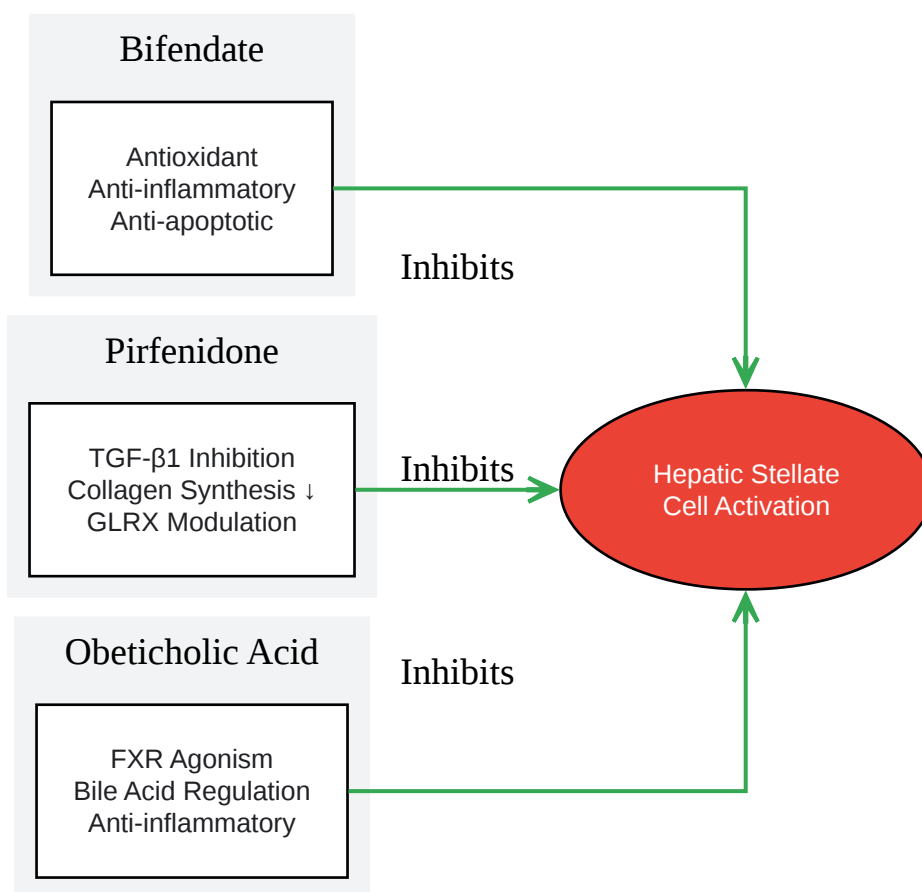 Bifendate
Antioxidant
Anti-inflammatory
Anti-apoptotic
Inhibits
Pirfenidone
TGF-β1 Inhibition
Collagen Synthesis ↓
GLRX Modulation
Inhibits
Hepatic Stellate
Cell Activation
Obeticholic Acid
Inhibits
FXR Agonism
Bile Acid Regulation
Anti-inflammatory